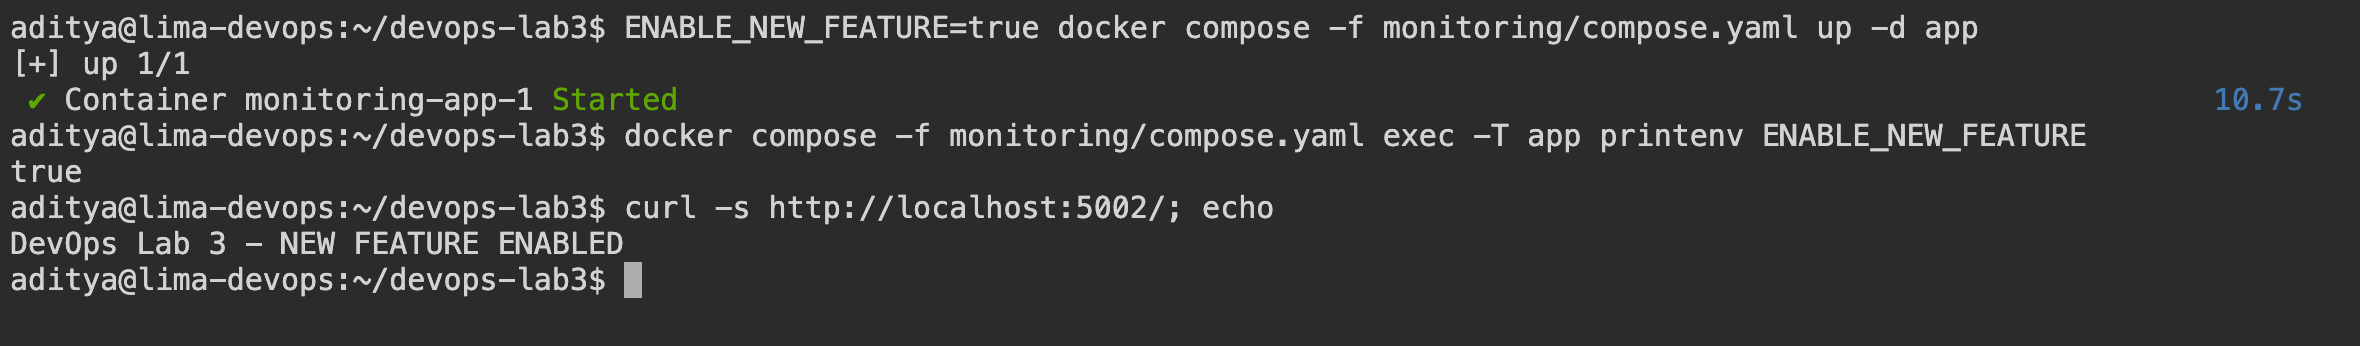 aditya@lima-devops:~/devops-lab3$ ENABLE_NEW_FEATURE=true docker compose -f monitoring/compose.yaml up -d app
[+] up 1/1
 ✔ Container monitoring-app-1 Started 10.7s
aditya@lima-devops:~/devops-lab3$ docker compose -f monitoring/compose.yaml exec -T app printenv ENABLE_NEW_FEATURE
true
aditya@lima-devops:~/devops-lab3$ curl -s http://localhost:5002/; echo
DevOps Lab 3 - NEW FEATURE ENABLED
aditya@lima-devops:~/devops-lab3$